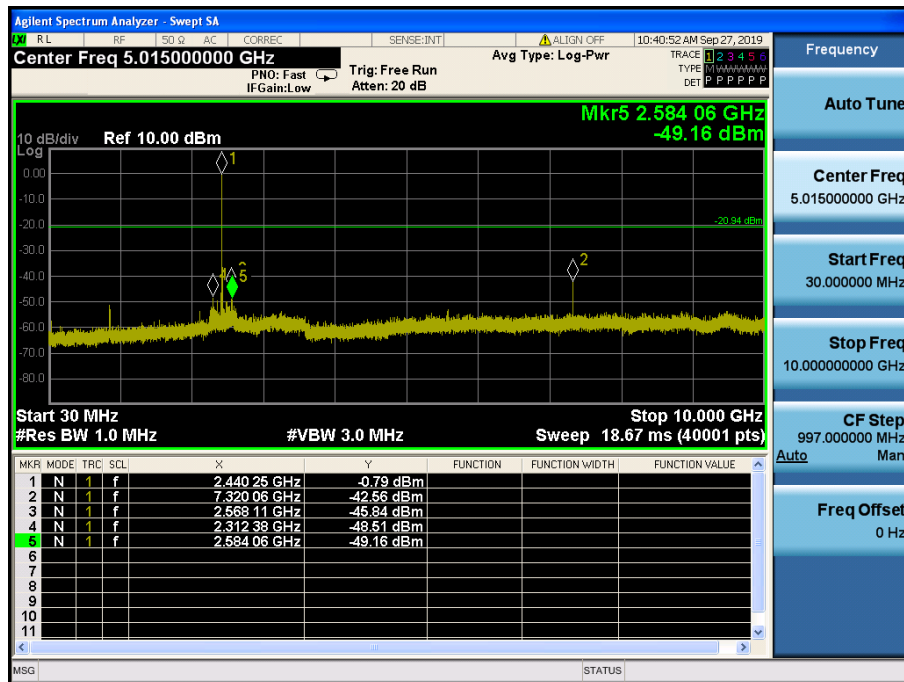 Agilent Spectrum Analyzer - Swept SA
LXI RL RF 50 Ω AC CORREC SENSE:INT ALIGN OFF 10:40:52 AM Sep 27, 2019
Center Freq 5.015000000 GHz
PNO: Fast
IFGain:Low
Trig: Free Run
Atten: 20 dB
Avg Type: Log-Pwr
TRACE 1 2 3 4 5 6
TYPE MWWWWW
DET P P P P P P
Mkr5 2.584 06 GHz
-49.16 dBm
10 dB/div Ref 10.00 dBm
Log
0.00
-10.0
-20.0
-30.0
-40.0
-50.0
-60.0
-70.0
-80.0
1
-20.94 dBm
2
5
Start 30 MHz Stop 10.000 GHz
#Res BW 1.0 MHz #VBW 3.0 MHz Sweep 18.67 ms (40001 pts)
MKR MODE TRC SCL X Y FUNCTION FUNCTION WIDTH FUNCTION VALUE
1 N 1 f 2.440 25 GHz -0.79 dBm
2 N 1 f 7.320 06 GHz -42.56 dBm
3 N 1 f 2.568 11 GHz -45.84 dBm
4 N 1 f 2.312 38 GHz -48.51 dBm
5 N 1 f 2.584 06 GHz -49.16 dBm
6
7
8
9
10
11
MSG STATUS
Frequency
Auto Tune
Center Freq
5.015000000 GHz
Start Freq
30.000000 MHz
Stop Freq
10.000000000 GHz
CF Step
997.000000 MHz
Auto Man
Freq Offset
0 Hz